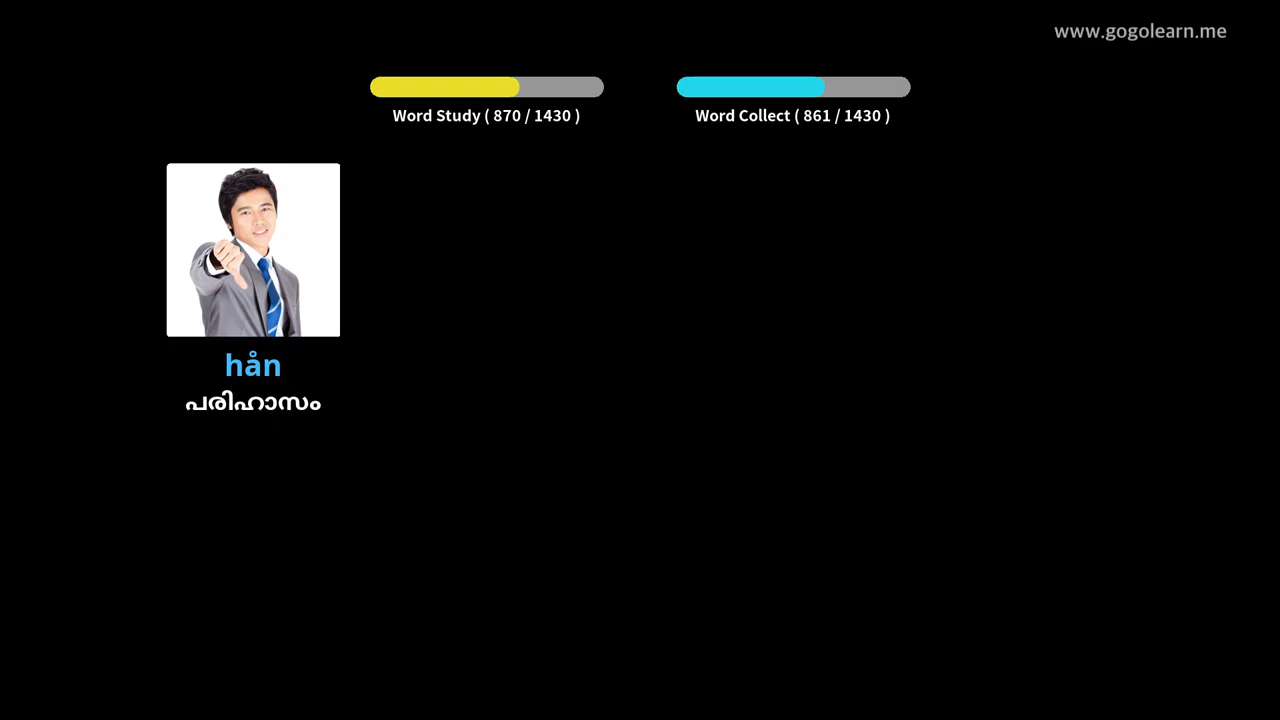 www.gogolearn.me
Word Study ( 870 / 1430 )
Word Collect ( 861 / 1430 )
hån
പരിഹാസം